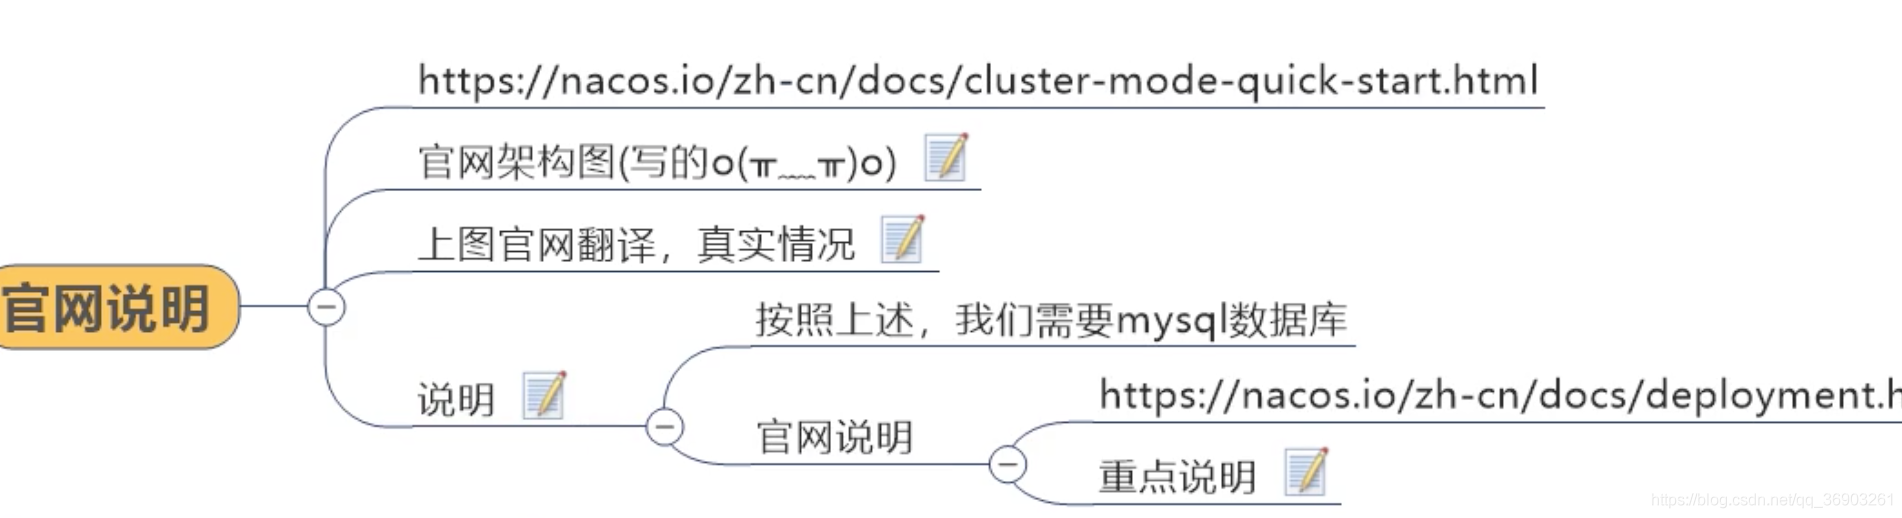 https://nacos.io/zh-cn/docs/cluster-mode-quick-start.html
官网架构图(写的o(╥﹏╥)o)
上图官网翻译，真实情况
官网说明
按照上述，我们需要mysql数据库
说明
https://nacos.io/zh-cn/docs/deployment.h
官网说明
重点说明
https://blog.csdn.net/qq_36903261